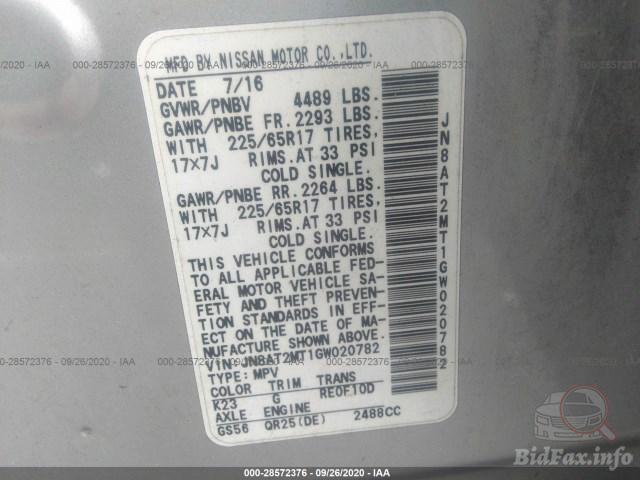 MFD BY NISSAN MOTOR CO.,LTD.
DATE 7/16
GVWR/PNBV 4489 LBS.
GAWR/PNBE FR. 2293 LBS.
WITH 225/65R17 TIRES,
17×7J RIMS.AT 33 PSI
COLD SINGLE.
GAWR/PNBE RR. 2264 LBS.
WITH 225/65R17 TIRES,
17×7J RIMS.AT 33 PSI
COLD SINGLE.
THIS VEHICLE CONFORMS
TO ALL APPLICABLE FED-
ERAL MOTOR VEHICLE SA-
FETY AND THEFT PREVEN-
TION STANDARDS IN EFF-
ECT ON THE DATE OF MA-
NUFACTURE SHOWN ABOVE.
VIN:JN8AT2MT1GW020782
TYPE: MPV
COLOR TRIM TRANS
K23 G RE0F10D
AXLE ENGINE
GS56 QR25(DE) 2488CC
JN8AT2MT1GW020782
000-28572376 - 09/26/2020 - IAA
BidFax.info